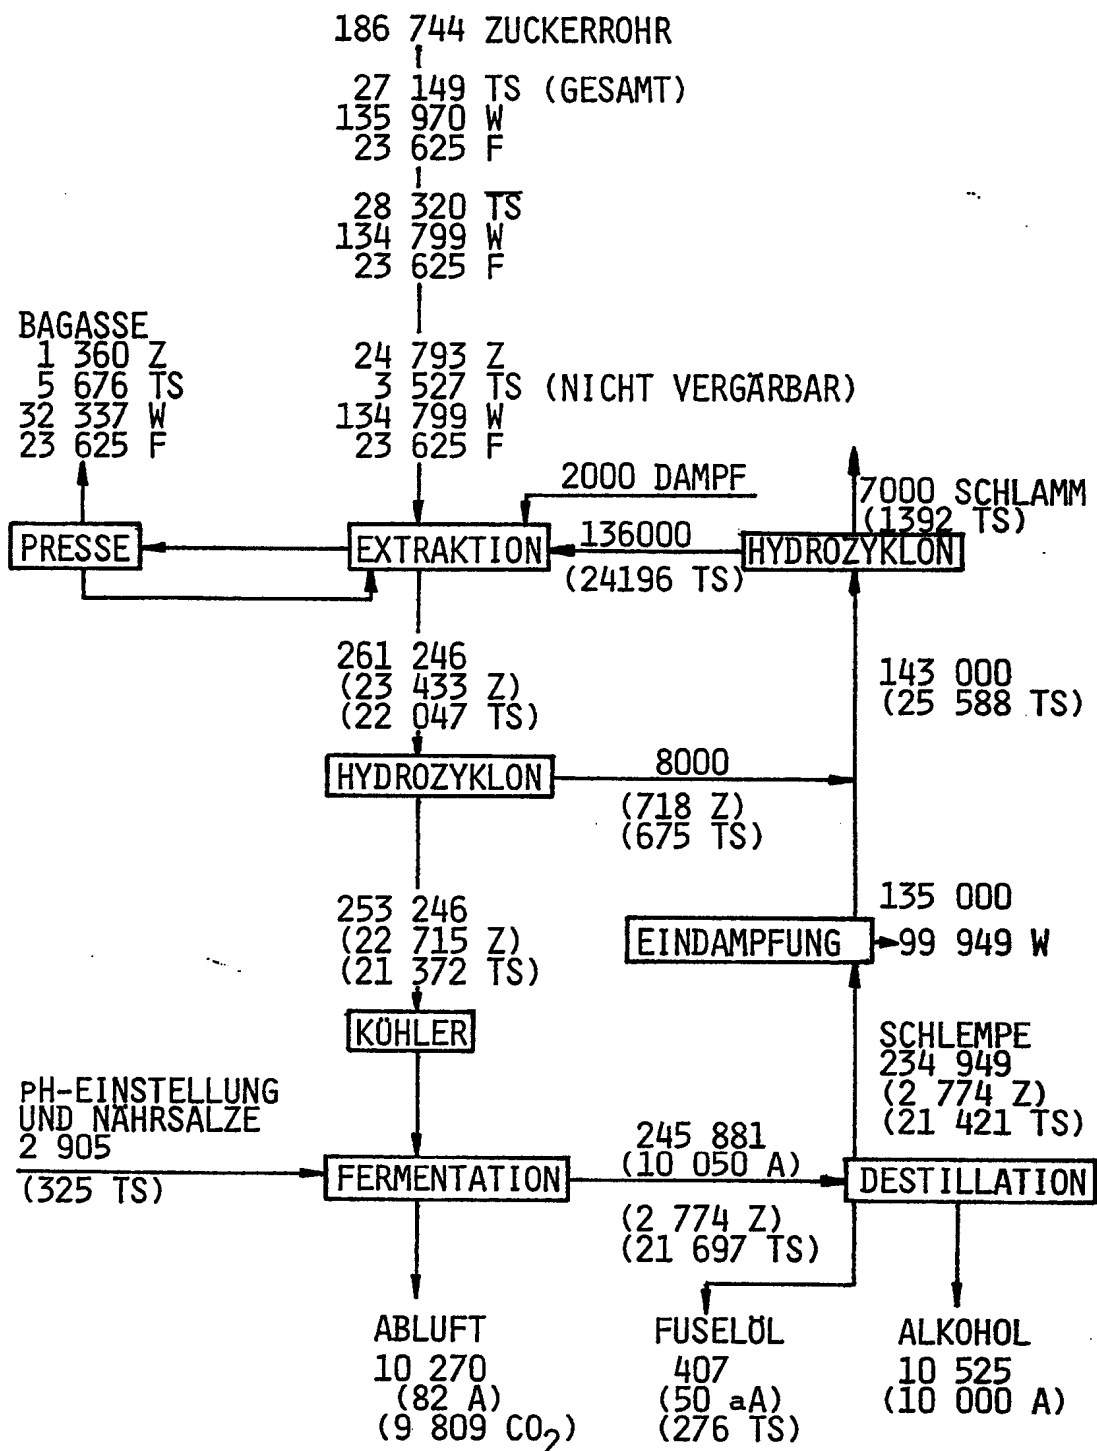 186 744 ZUCKERROHR
27 149 TS (GESAMT)
135 970 W
23 625 F
28 320 T̅S̅
134 799 W
23 625 F
BAGASSE
1 360 Z
5 676 TS
32 337 W
23 625 F
24 793 Z
3 527 TS (NICHT VERGÄRBAR)
134 799 W
23 625 F
2000 DAMPF
7000 SCHLAMM
(1392 TS)
PRESSE
EXTRAKTION
136000
(24196 TS)
HYDROZYKLON
261 246
(23 433 Z)
(22 047 TS)
143 000
(25 588 TS)
HYDROZYKLON
8000
(718 Z)
(675 TS)
253 246
(22 715 Z)
(21 372 TS)
135 000
EINDAMPFUNG
99 949 W
KÜHLER
SCHLEMPE
234 949
(2 774 Z)
(21 421 TS)
pH-EINSTELLUNG
UND NÄHRSALZE
2 905
(325 TS)
FERMENTATION
245 881
(10 050 A)
(2 774 Z)
(21 697 TS)
DESTILLATION
ABLUFT
10 270
(82 A)
(9 809 CO₂)
FUSELÖL
407
(50 aA)
(276 TS)
ALKOHOL
10 525
(10 000 A)